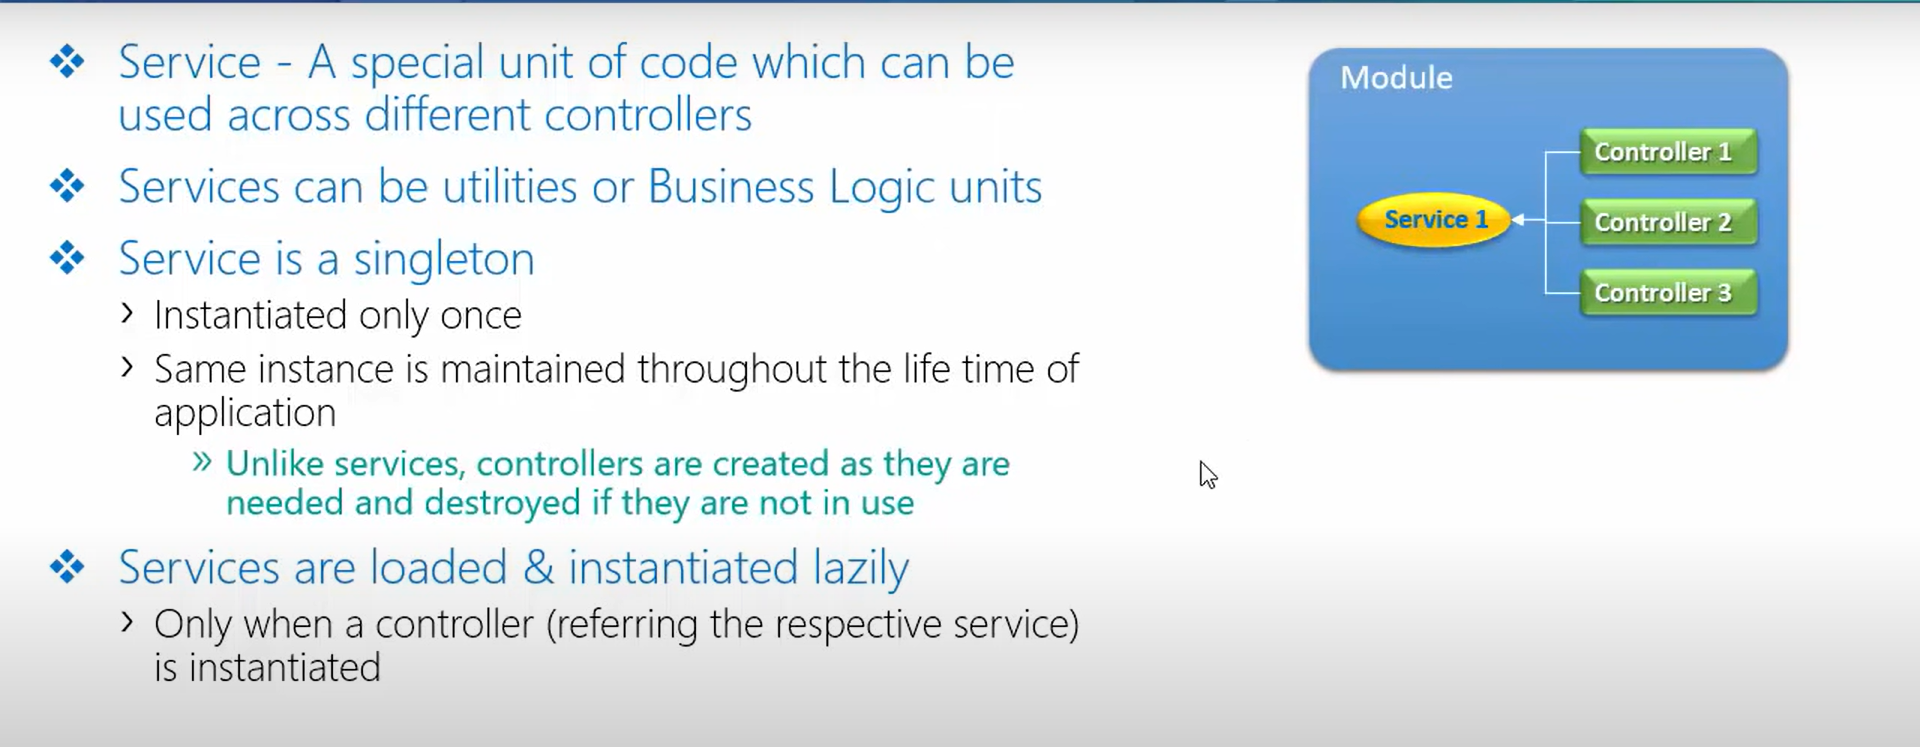 Service - A special unit of code which can be
used across different controllers
Services can be utilities or Business Logic units
Service is a singleton
Instantiated only once
Same instance is maintained throughout the life time of
application
Unlike services, controllers are created as they are
needed and destroyed if they are not in use
Services are loaded & instantiated lazily
Only when a controller (referring the respective service)
is instantiated
Module
Controller 1
Service 1
Controller 2
Controller 3